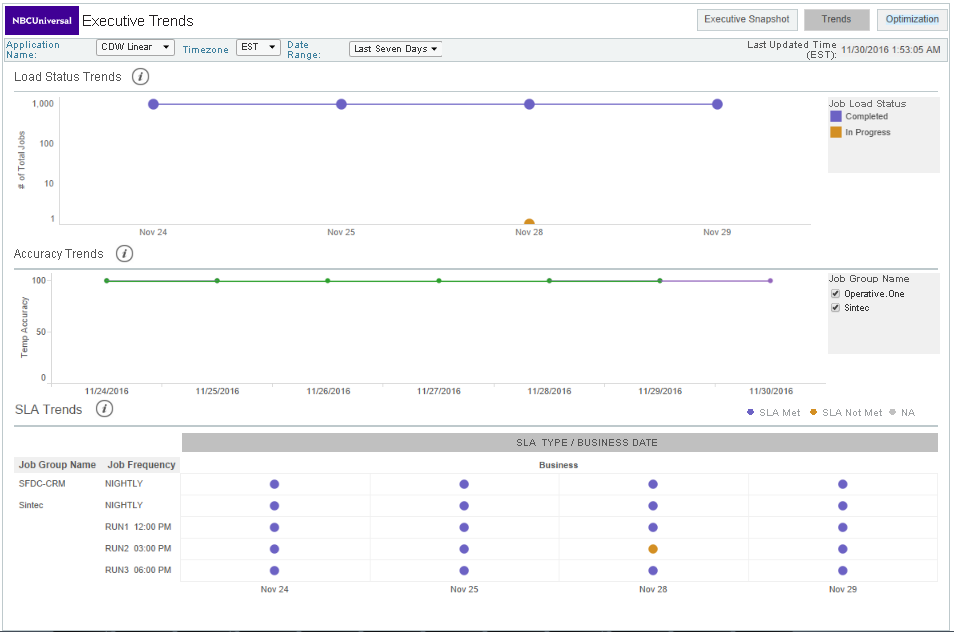 NBCUniversal Executive Trends Executive Snapshot Trends Optimization
Application Name: CDW Linear Timezone EST Date Range: Last Seven Days Last Updated Time (EST): 11/30/2016 1:53:05 AM
Load Status Trends i
# of Total Jobs
1,000
100
10
1
Nov 24 Nov 25 Nov 28 Nov 29
Job Load Status
Completed
In Progress
Accuracy Trends i
Temp Accuracy
100
50
0
11/24/2016 11/25/2016 11/26/2016 11/27/2016 11/28/2016 11/29/2016 11/30/2016
Job Group Name
Operative.One
Sintec
SLA Trends i
SLA Met SLA Not Met NA
SLA TYPE / BUSINESS DATE
Job Group Name Job Frequency Business
SFDC-CRM NIGHTLY
Sintec NIGHTLY
RUN1 12:00 PM
RUN2 03:00 PM
RUN3 06:00 PM
Nov 24 Nov 25 Nov 28 Nov 29